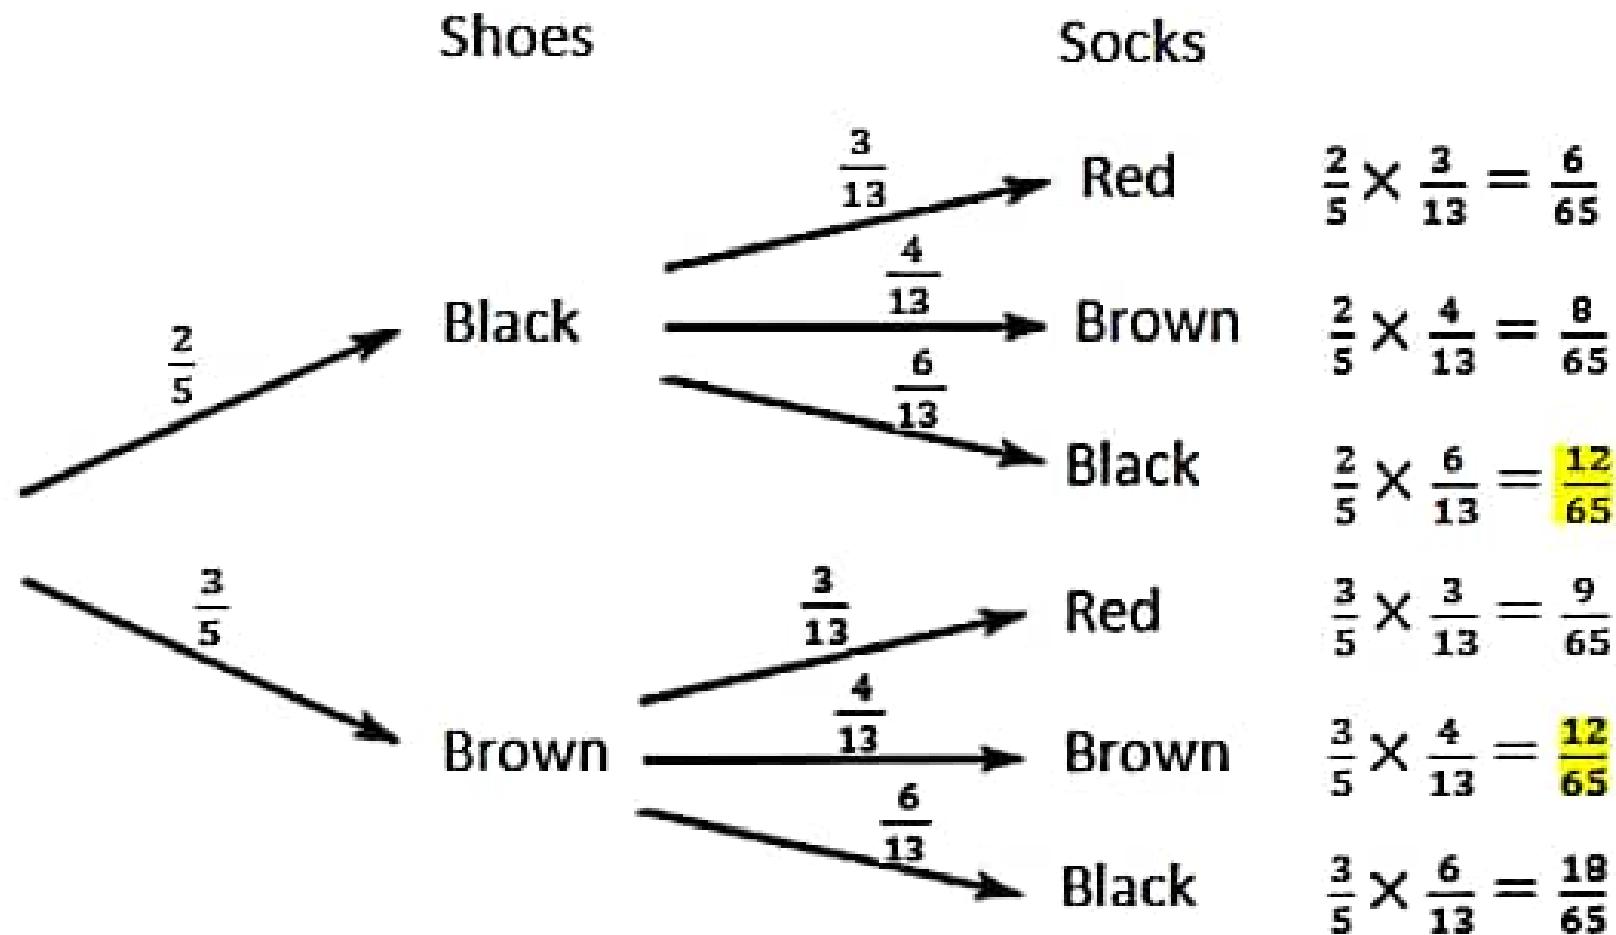 Shoes Socks
3/13 Red 2/5 × 3/13 = 6/65
4/13
2/5 Black Brown 2/5 × 4/13 = 8/65
6/13
Black 2/5 × 6/13 = 12/65
3/5 3/13 Red 3/5 × 3/13 = 9/65
4/13
Brown Brown 3/5 × 4/13 = 12/65
6/13
Black 3/5 × 6/13 = 18/65